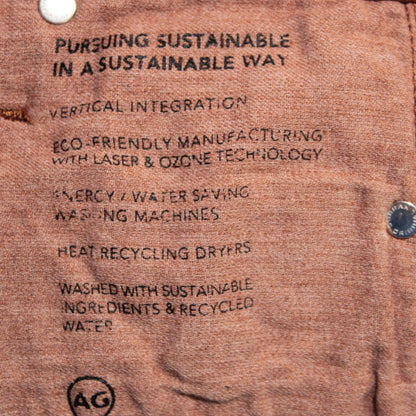 PURSUING SUSTAINABLE
IN A SUSTAINABLE WAY
VERTICAL INTEGRATION
ECO-FRIENDLY MANUFACTURING
WITH LASER & OZONE TECHNOLOGY
ENERGY / WATER SAVING
WASHING MACHINES
HEAT RECYCLING DRYERS
WASHED WITH SUSTAINABLE
INGREDIENTS & RECYCLED
WATER
AG